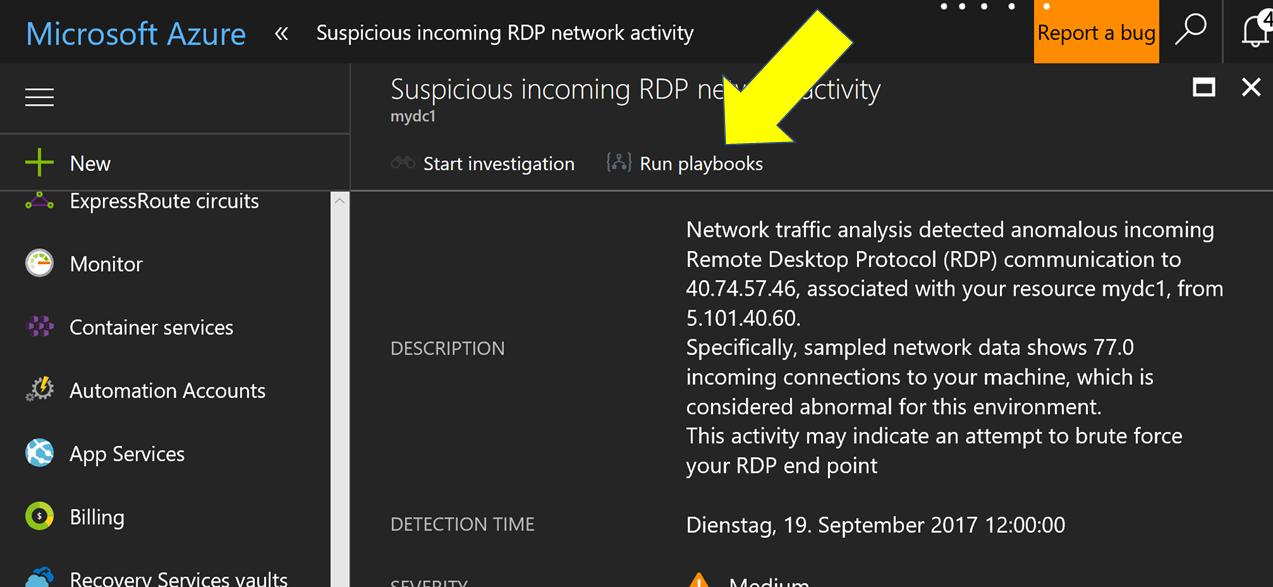 Microsoft Azure « Suspicious incoming RDP network activity Report a bug 4
Suspicious incoming RDP activity
mydc1
Start investigation Run playbooks
New
ExpressRoute circuits
Monitor
Container services
Automation Accounts
App Services
Billing
Recovery Services vaults
DESCRIPTION
Network traffic analysis detected anomalous incoming
Remote Desktop Protocol (RDP) communication to
40.74.57.46, associated with your resource mydc1, from
5.101.40.60.
Specifically, sampled network data shows 77.0
incoming connections to your machine, which is
considered abnormal for this environment.
This activity may indicate an attempt to brute force
your RDP end point
DETECTION TIME Dienstag, 19. September 2017 12:00:00
SEVERITY Medium